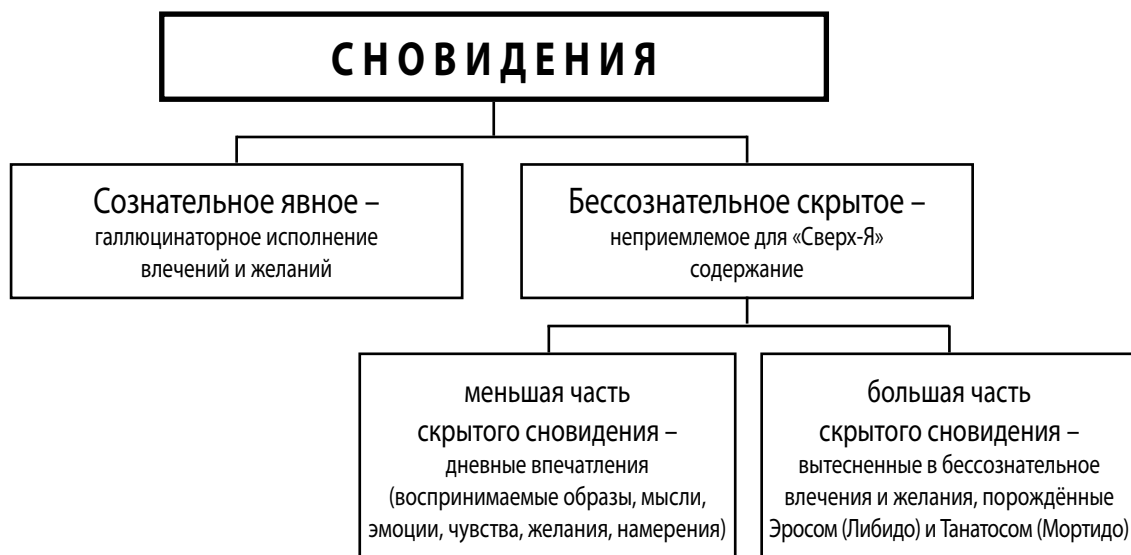 СНОВИДЕНИЯ
Сознательное явное –
галлюцинаторное исполнение
влечений и желаний
Бессознательное скрытое –
неприемлемое для «Сверх-Я»
содержание
меньшая часть
скрытого сновидения –
дневные впечатления
(воспринимаемые образы, мысли,
эмоции, чувства, желания, намерения)
большая часть
скрытого сновидения –
вытесненные в бессознательное
влечения и желания, порождённые
Эросом (Либидо) и Танатосом (Мортидо)